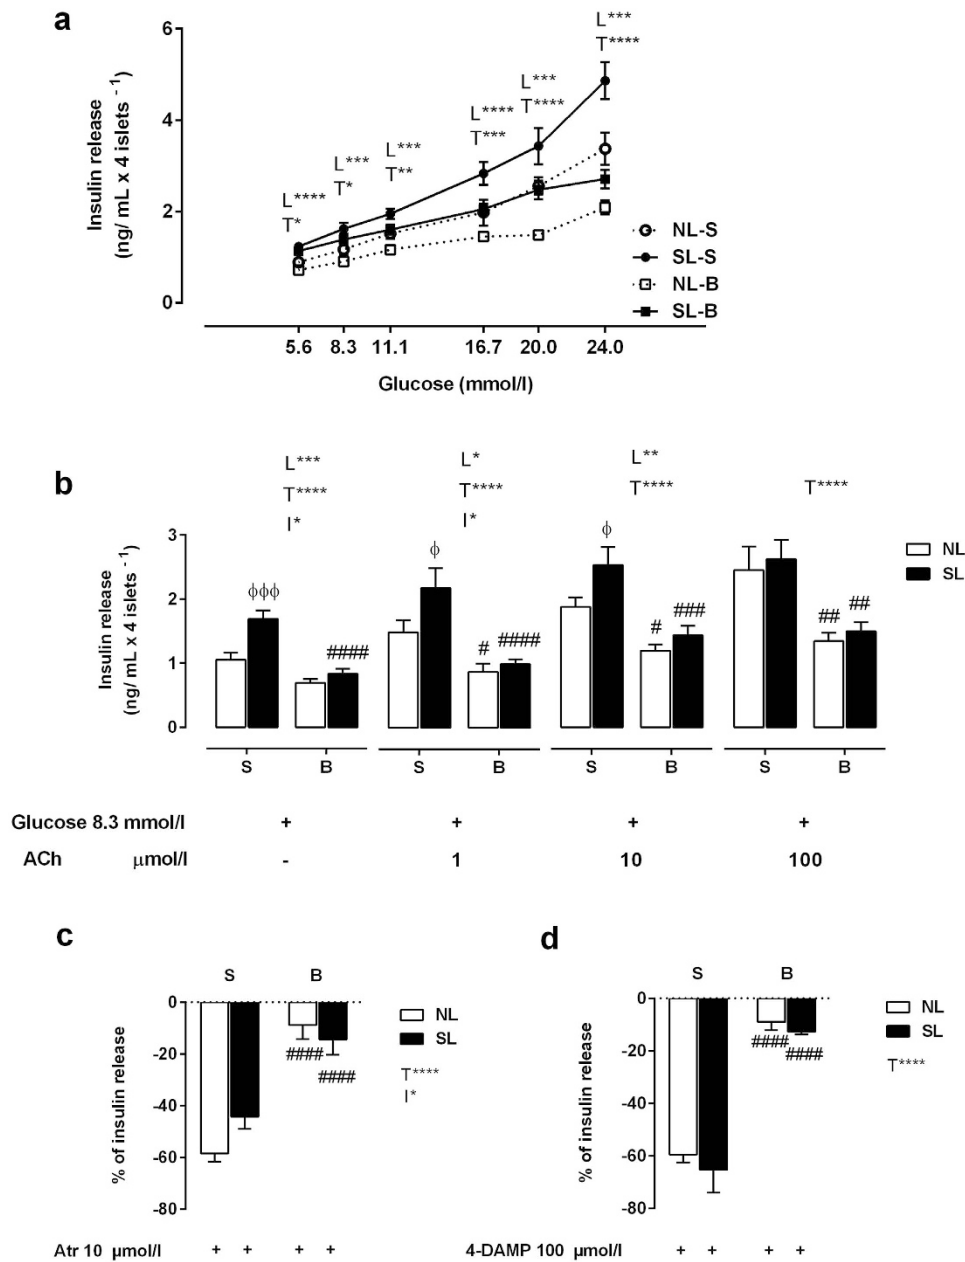 a
6
4
2
0
Insulin release
(ng/ mL x 4 islets ⁻¹)
L****
T*
L***
T*
L***
T**
L****
T***
L***
T****
L***
T****
NL-S
SL-S
NL-B
SL-B
5.6 8.3 11.1 16.7 20.0 24.0
Glucose (mmol/l)
b
L***
T****
I*
L*
T****
I*
L**
T****
T****
3
2
1
0
Insulin release
(ng/ mL x 4 islets ⁻¹)
ϕϕϕ
####
ϕ
#
####
ϕ
#
###
##
##
NL
SL
S B S B S B S B
Glucose 8.3 mmol/l + + + +
ACh μmol/l - 1 10 100
c
S B
0
-20
-40
-60
-80
% of insulin release
####
####
NL
SL
T****
I*
Atr 10 μmol/l + + + +
d
S B
0
-20
-40
-60
-80
% of insulin release
####
####
NL
SL
T****
4-DAMP 100 μmol/l + + + +